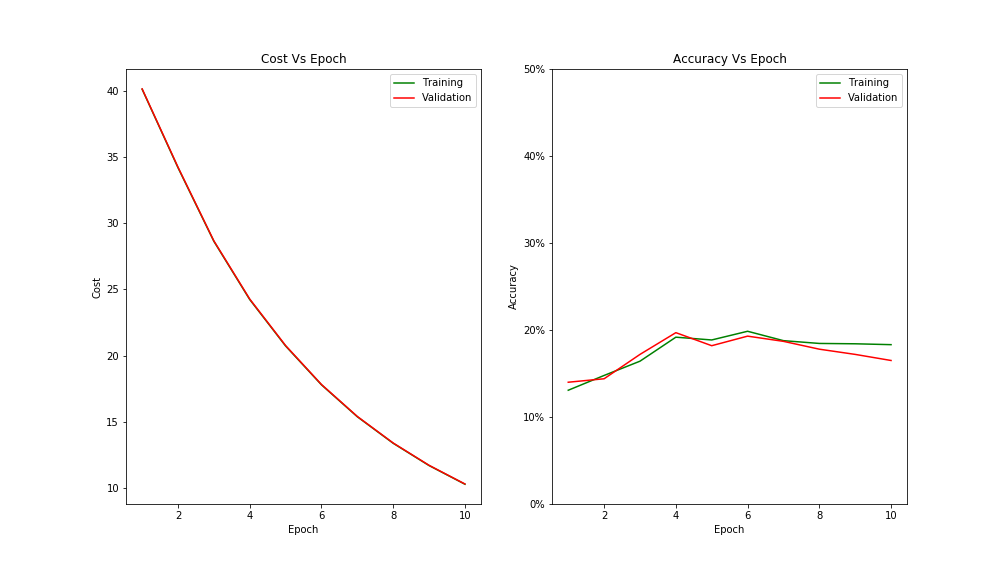 Cost Vs Epoch
Training
Validation
40
35
30
25
20
15
10
Cost
2 4 6 8 10
Epoch
Accuracy Vs Epoch
Training
Validation
50%
40%
30%
20%
10%
0%
Accuracy
2 4 6 8 10
Epoch